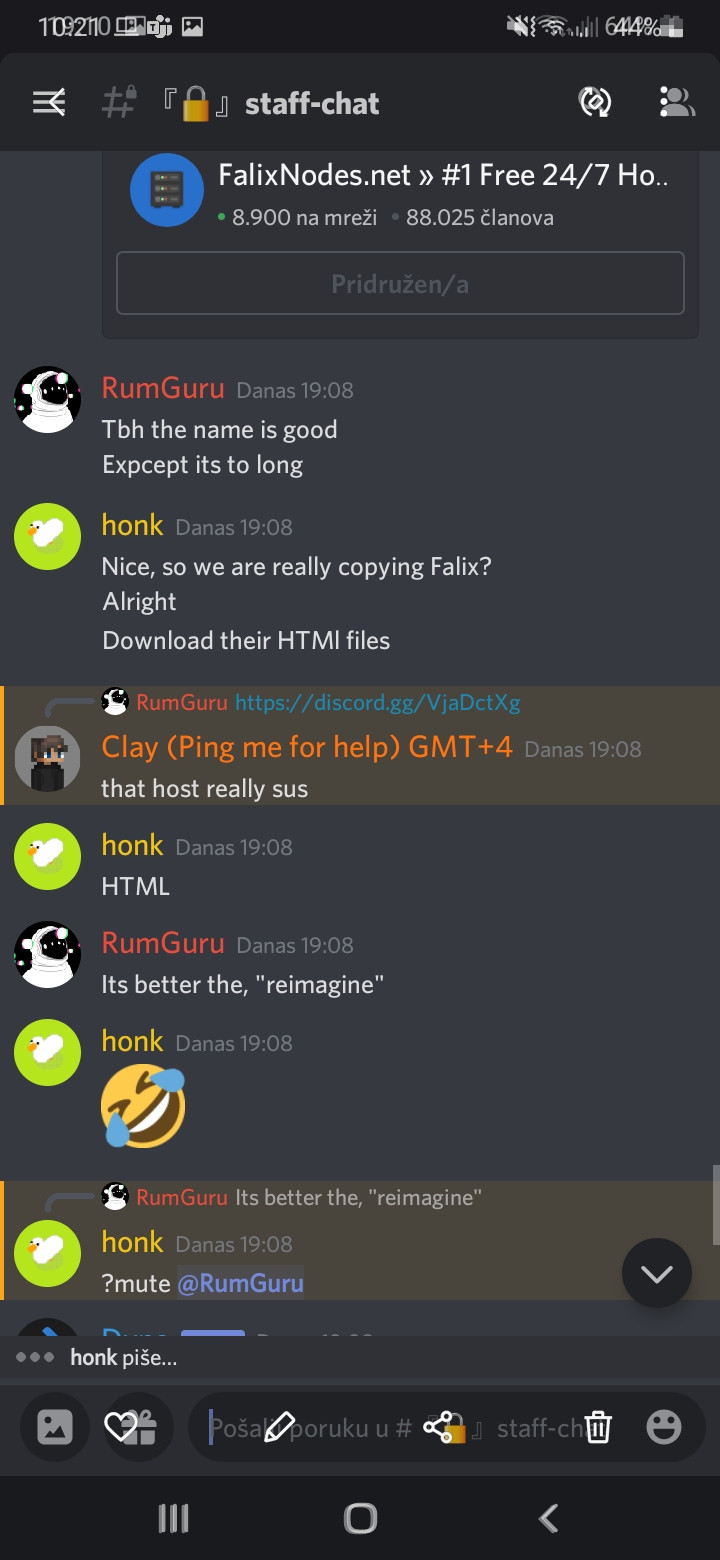 10:21
44%
『🔒』 staff-chat
FalixNodes.net » #1 Free 24/7 Ho..
8.900 na mreži 88.025 članova
Pridružen/a
RumGuru Danas 19:08
Tbh the name is good
Expcept its to long
honk Danas 19:08
Nice, so we are really copying Falix?
Alright
Download their HTMl files
RumGuru https://discord.gg/VjaDctXg
Clay (Ping me for help) GMT+4 Danas 19:08
that host really sus
honk Danas 19:08
HTML
RumGuru Danas 19:08
Its better the, "reimagine"
honk Danas 19:08
RumGuru Its better the, "reimagine"
honk Danas 19:08
?mute @RumGuru
honk piše...
poruku u # 『🔒』 staff-ch